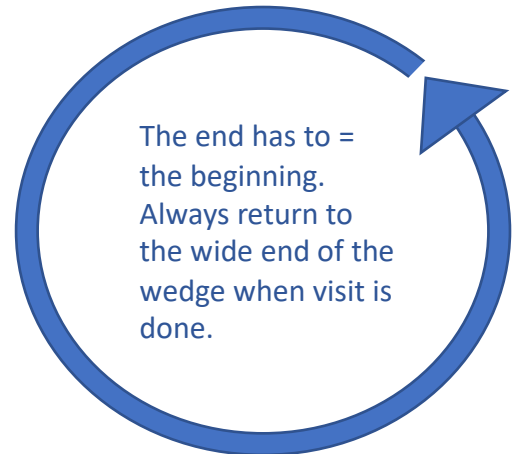 The end has to =
the beginning.
Always return to
the wide end of the
wedge when visit is
done.